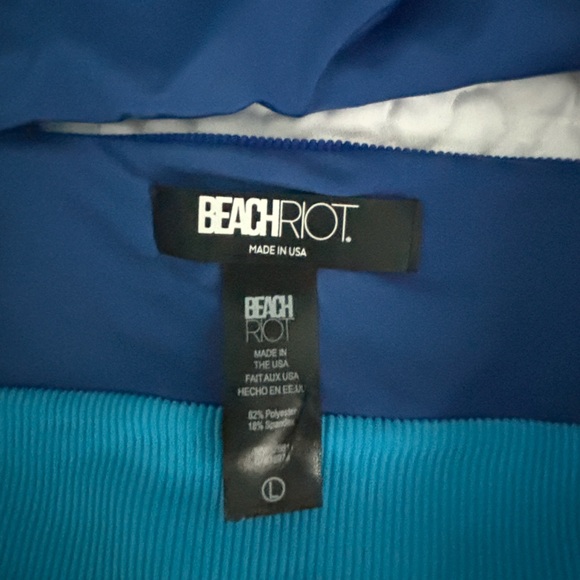 BEACHRIOT®
MADE IN USA
BEACH
RIOT
MADE IN
THE USA
FAIT AUX USA
HECHO EN EE.UU
82% Polyester
18% Spandex
L